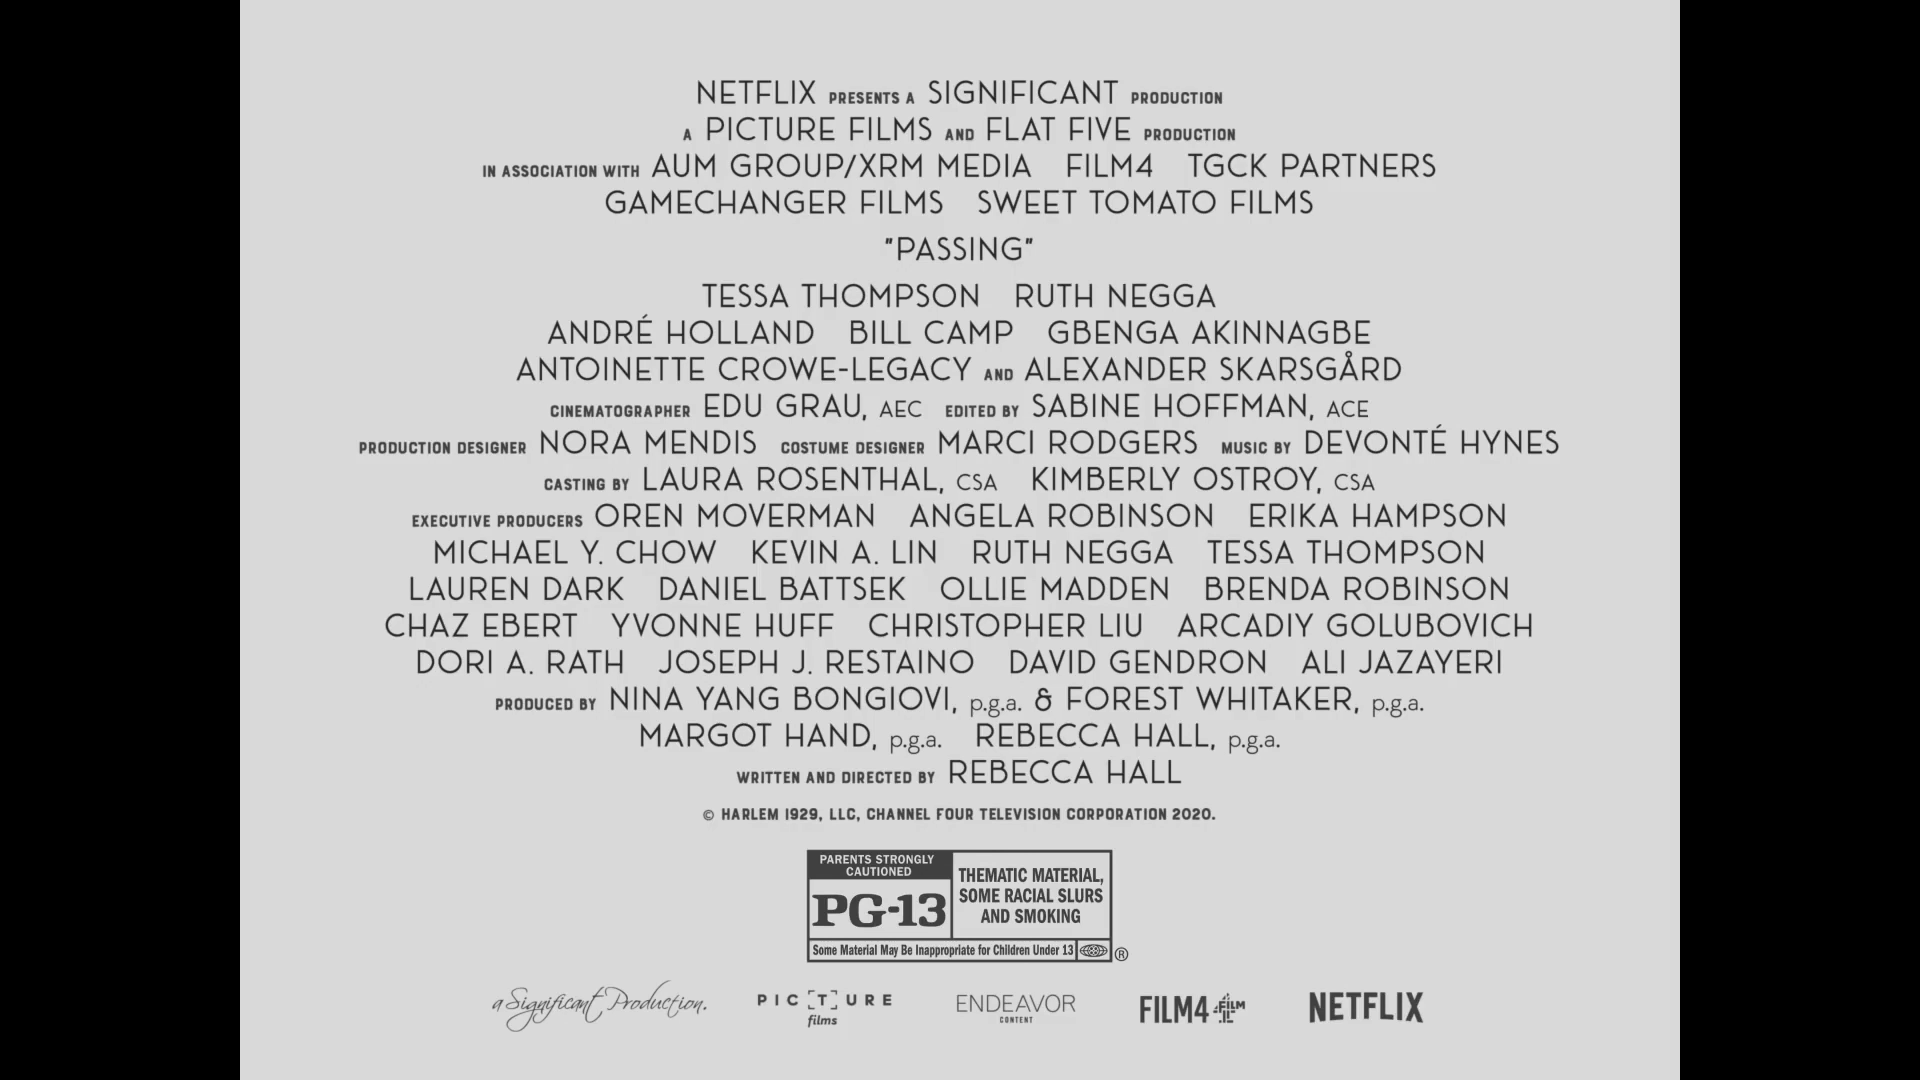 NETFLIX PRESENTS A SIGNIFICANT PRODUCTION
A PICTURE FILMS AND FLAT FIVE PRODUCTION
IN ASSOCIATION WITH AUM GROUP/XRM MEDIA FILM4 TGCK PARTNERS
GAMECHANGER FILMS SWEET TOMATO FILMS
"PASSING"
TESSA THOMPSON RUTH NEGGA
ANDRÉ HOLLAND BILL CAMP GBENGA AKINNAGBE
ANTOINETTE CROWE-LEGACY AND ALEXANDER SKARSGÅRD
CINEMATOGRAPHER EDU GRAU, AEC EDITED BY SABINE HOFFMAN, ACE
PRODUCTION DESIGNER NORA MENDIS COSTUME DESIGNER MARCI RODGERS MUSIC BY DEVONTÉ HYNES
CASTING BY LAURA ROSENTHAL, CSA KIMBERLY OSTROY, CSA
EXECUTIVE PRODUCERS OREN MOVERMAN ANGELA ROBINSON ERIKA HAMPSON
MICHAEL Y. CHOW KEVIN A. LIN RUTH NEGGA TESSA THOMPSON
LAUREN DARK DANIEL BATTSEK OLLIE MADDEN BRENDA ROBINSON
CHAZ EBERT YVONNE HUFF CHRISTOPHER LIU ARCADIY GOLUBOVICH
DORI A. RATH JOSEPH J. RESTAINO DAVID GENDRON ALI JAZAYERI
PRODUCED BY NINA YANG BONGIOVI, p.g.a. & FOREST WHITAKER, p.g.a.
MARGOT HAND, p.g.a. REBECCA HALL, p.g.a.
WRITTEN AND DIRECTED BY REBECCA HALL
© HARLEM 1929, LLC, CHANNEL FOUR TELEVISION CORPORATION 2020.
PARENTS STRONGLY
CAUTIONED
PG-13
THEMATIC MATERIAL,
SOME RACIAL SLURS
AND SMOKING
Some Material May Be Inappropriate for Children Under 13
®
a Significant Production.
PIC[T]URE
films
ENDEAVOR
CONTENT
FILM4 FILM
NETFLIX